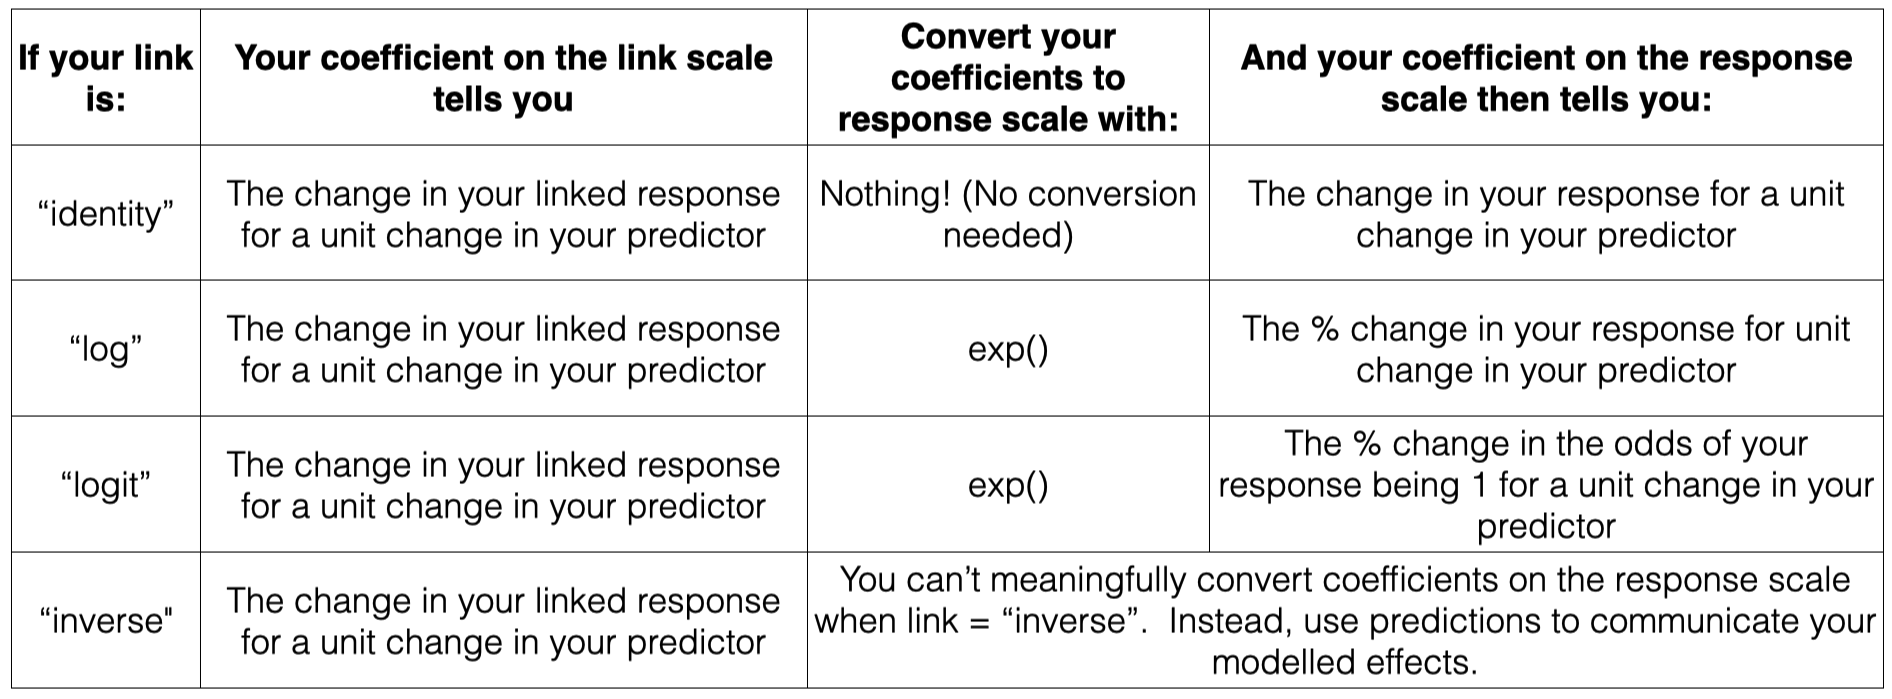 If your link
is:
Your coefficient on the link scale
tells you
Convert your
coefficients to
response scale with:
And your coefficient on the response
scale then tells you:
“identity”
The change in your linked response
for a unit change in your predictor
Nothing! (No conversion
needed)
The change in your response for a unit
change in your predictor
“log”
The change in your linked response
for a unit change in your predictor
exp()
The % change in your response for unit
change in your predictor
“logit”
The change in your linked response
for a unit change in your predictor
exp()
The % change in the odds of your
response being 1 for a unit change in your
predictor
“inverse"
The change in your linked response
for a unit change in your predictor
You can’t meaningfully convert coefficients on the response scale
when link = “inverse”.  Instead, use predictions to communicate your
modelled effects.